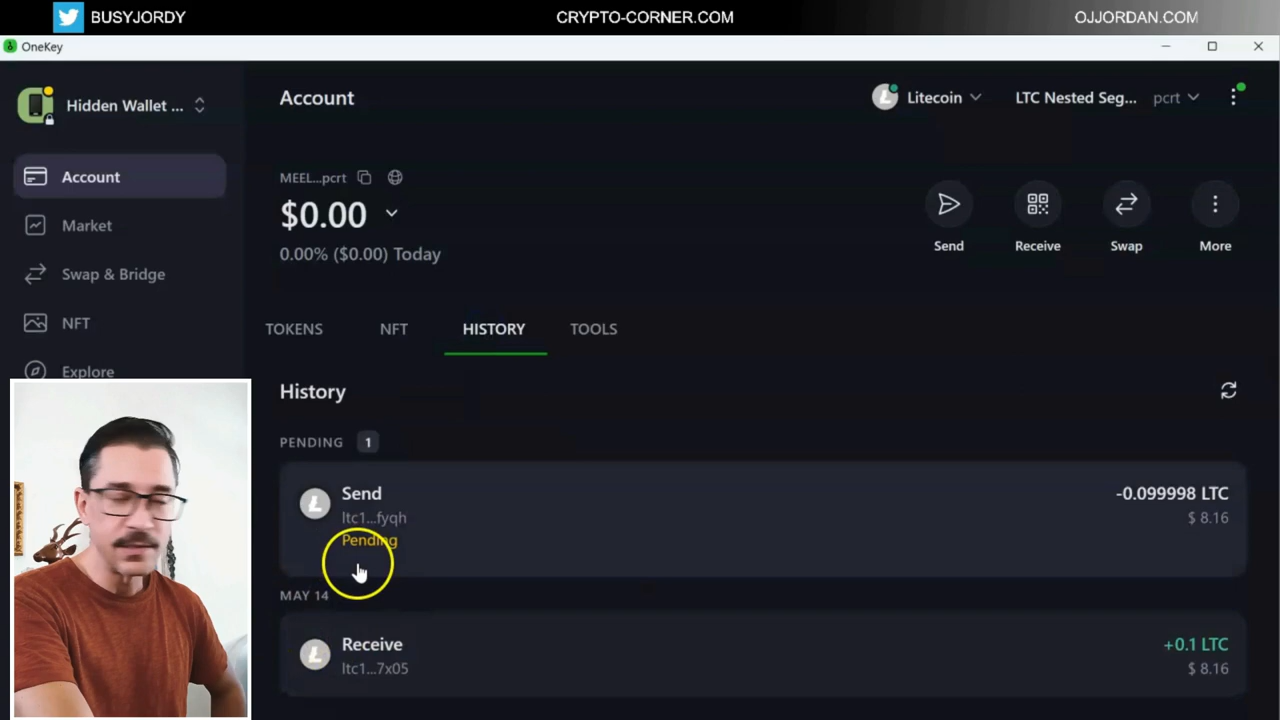 BUSYJORDY CRYPTO-CORNER.COM OJJORDAN.COM
OneKey
Hidden Wallet ... Account Litecoin LTC Nested Seg... pcrt
Account
Market
Swap & Bridge
NFT
Explore
MEEL...pcrt
$0.00
0.00% ($0.00) Today
Send Receive Swap More
TOKENS NFT HISTORY TOOLS
History
PENDING 1
Send -0.099998 LTC
ltc1...fyqh $ 8.16
Pending
MAY 14
Receive +0.1 LTC
ltc1...7x05 $ 8.16